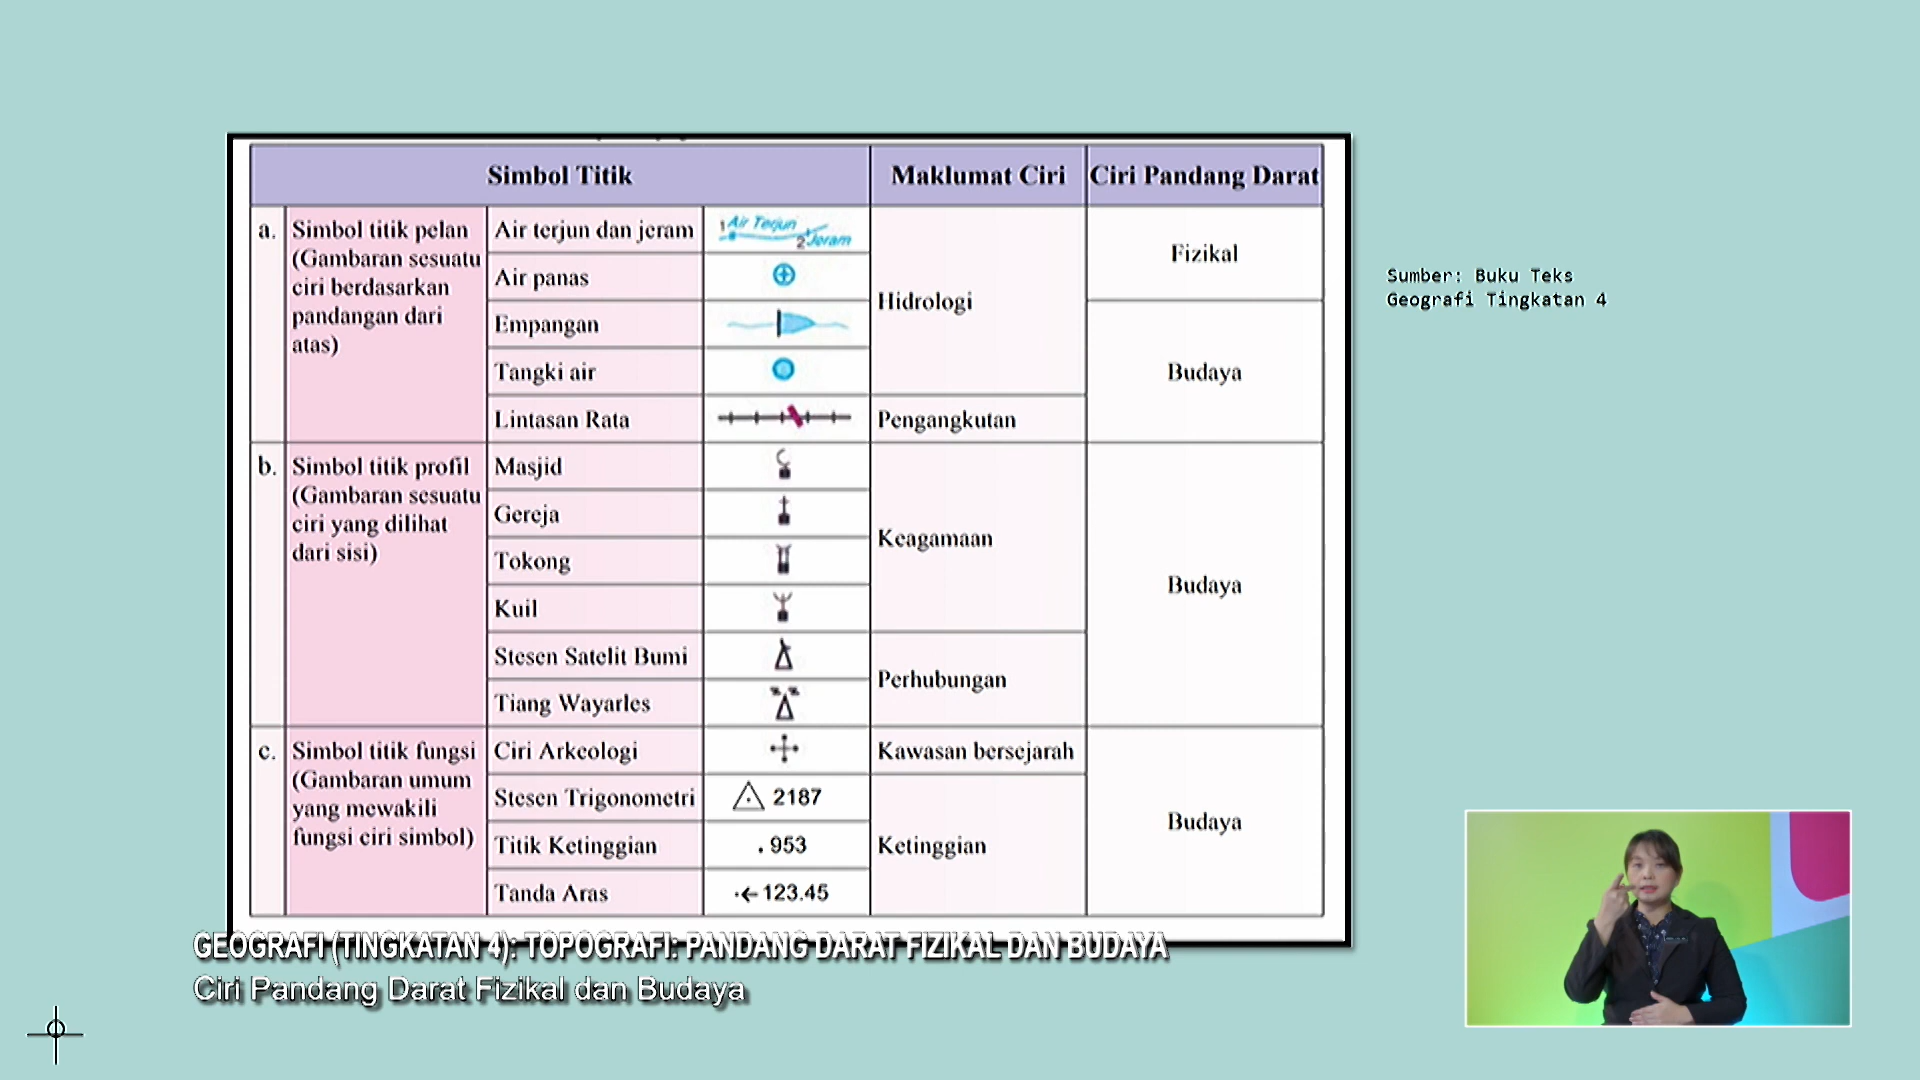 Simbol Titik
Maklumat Ciri
Ciri Pandang Darat
a.
Simbol titik pelan
(Gambaran sesuatu
ciri berdasarkan
pandangan dari
atas)
Air terjun dan jeram
1 Air Terjun
2 Jeram
Hidrologi
Fizikal
Air panas
Empangan
Budaya
Tangki air
Lintasan Rata
Pengangkutan
b.
Simbol titik profil
(Gambaran sesuatu
ciri yang dilihat
dari sisi)
Masjid
Keagamaan
Budaya
Gereja
Tokong
Kuil
Stesen Satelit Bumi
Perhubungan
Tiang Wayarles
c.
Simbol titik fungsi
(Gambaran umum
yang mewakili
fungsi ciri simbol)
Ciri Arkeologi
Kawasan bersejarah
Budaya
Stesen Trigonometri
2187
Ketinggian
Titik Ketinggian
. 953
Tanda Aras
·←123.45
Sumber: Buku Teks
Geografi Tingkatan 4
GEOGRAFI (TINGKATAN 4): TOPOGRAFI: PANDANG DARAT FIZIKAL DAN BUDAYA
Ciri Pandang Darat Fizikal dan Budaya